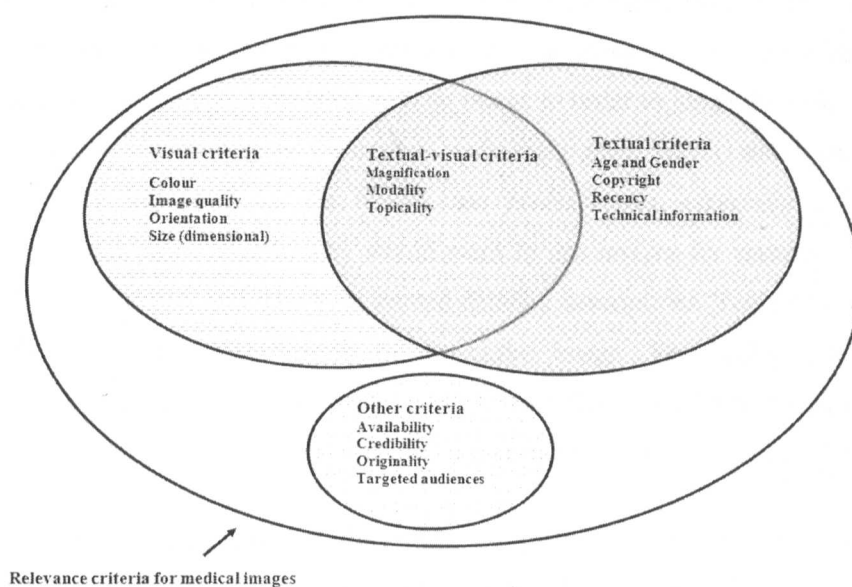 Visual criteria
Colour
Image quality
Orientation
Size (dimensional)
Textual-visual criteria
Magnification
Modality
Topicality
Textual criteria
Age and Gender
Copyright
Recency
Technical information
Other criteria
Availability
Credibility
Originality
Targeted audiences
Relevance criteria for medical images